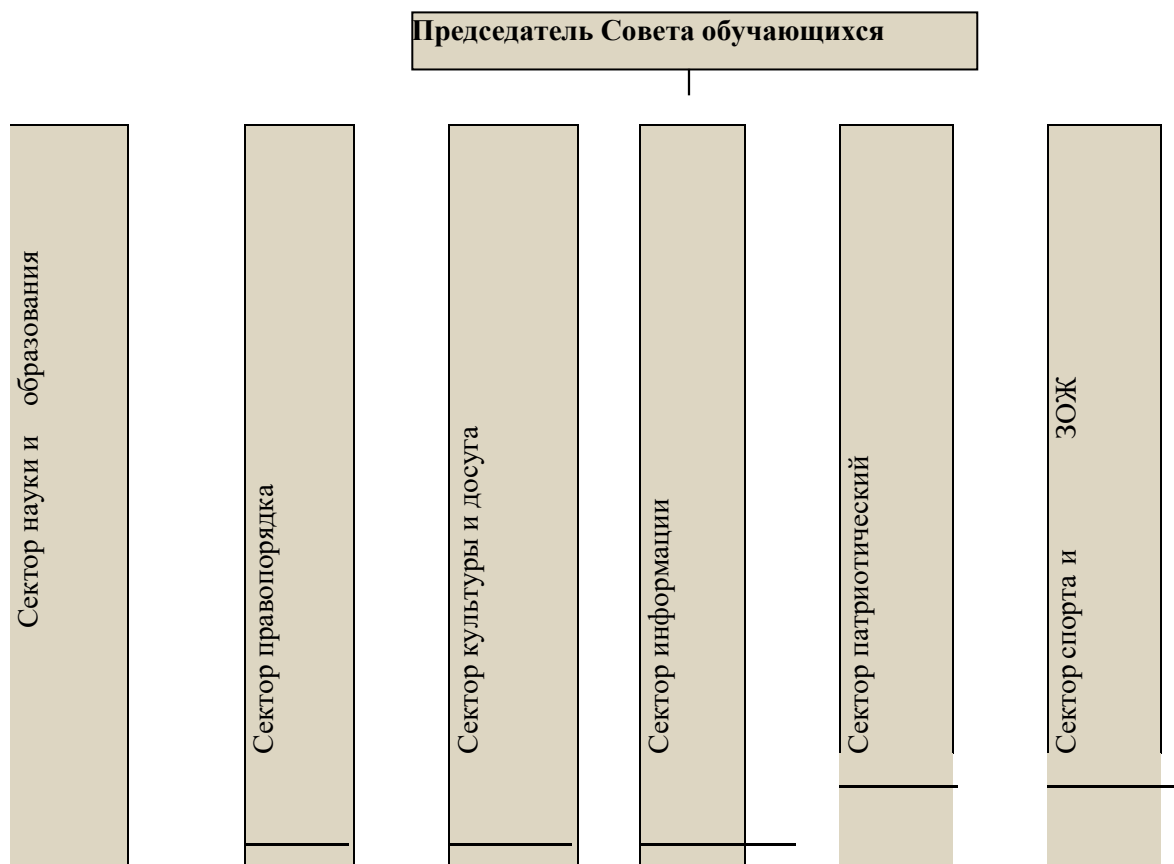 Председатель Совета обучающихся
Сектор науки и образования
Сектор правопорядка
Сектор культуры и досуга
Сектор информации
Сектор патриотический
Сектор спорта и ЗОЖ